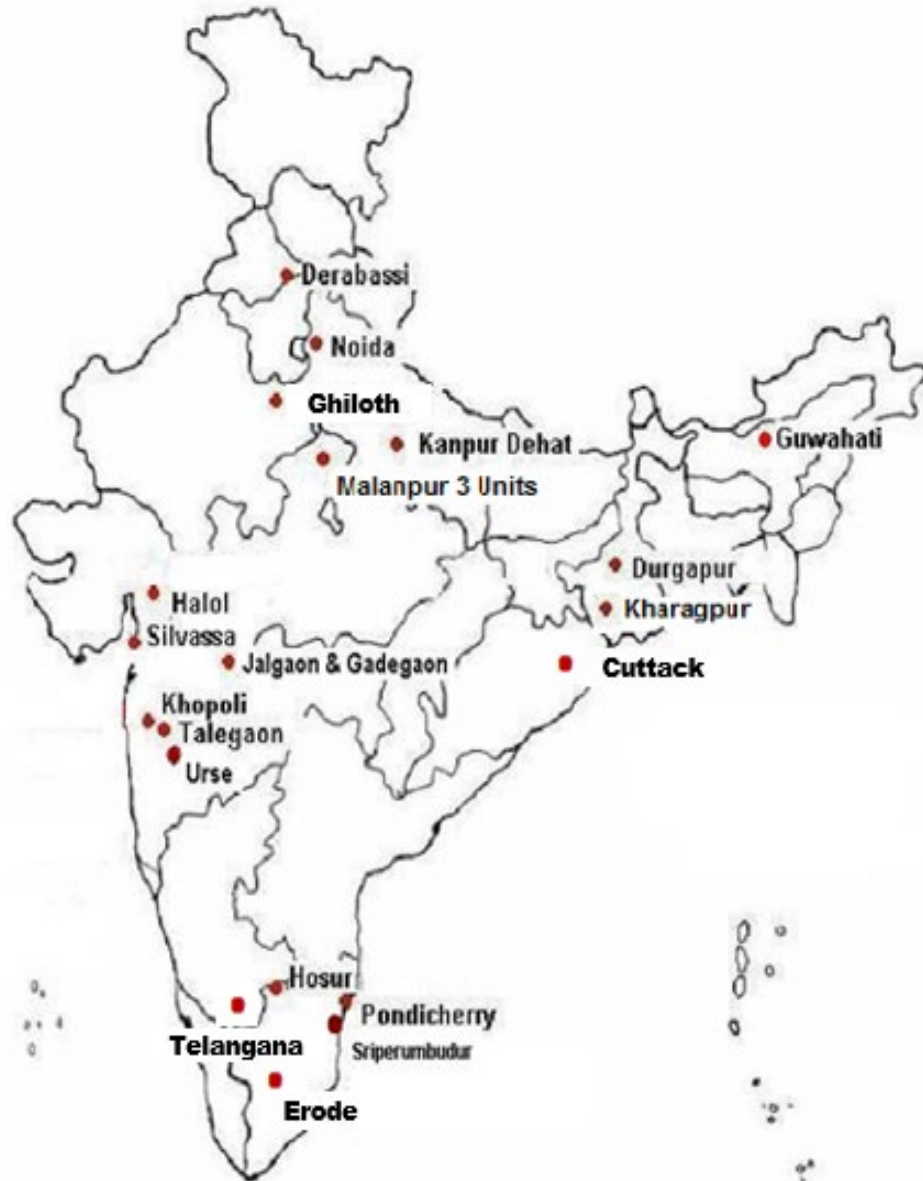 Derabassi
Noida
Ghiloth
Kanpur Dehat
Guwahati
Malanpur 3 Units
Durgapur
Halol
Kharagpur
Silvassa
Jalgaon & Gadegaon
Cuttack
Khopoli
Talegaon
Urse
Hosur
Pondicherry
Telangana
Sriperumbudur
Erode